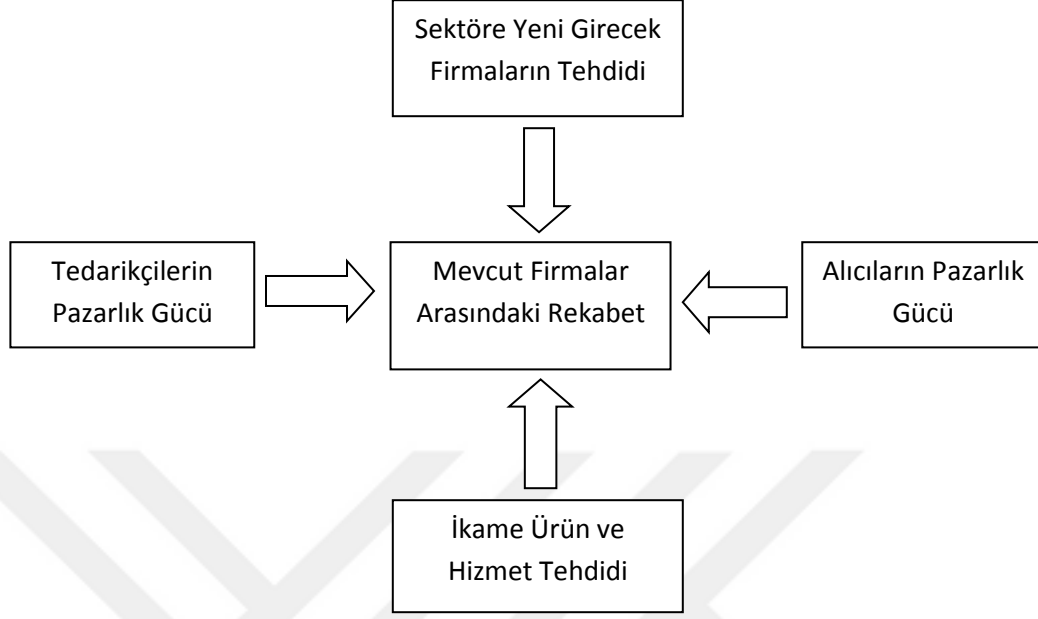 Sektöre Yeni Girecek
Firmaların Tehdidi
Tedarikçilerin
Pazarlık Gücü
Mevcut Firmalar
Arasındaki Rekabet
Alıcıların Pazarlık
Gücü
İkame Ürün ve
Hizmet Tehdidi